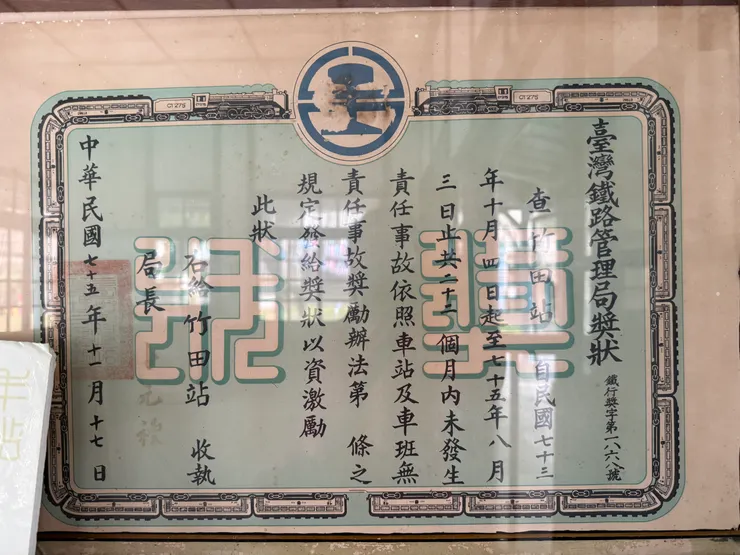 C1 275
C1 275
臺灣鐵路管理局獎狀
鐵行獎字第一、六八號
查竹田站自民國七十三
年十月四日起至七十五年八月
三日止共二十二個月內未發生
責任事故依照車站及車班無
責任事故獎勵辦法第 條之
規定發給獎狀以資激勵
此狀
右給竹田站 收執
局長
中華民國七十五年十一月十七日
獎狀